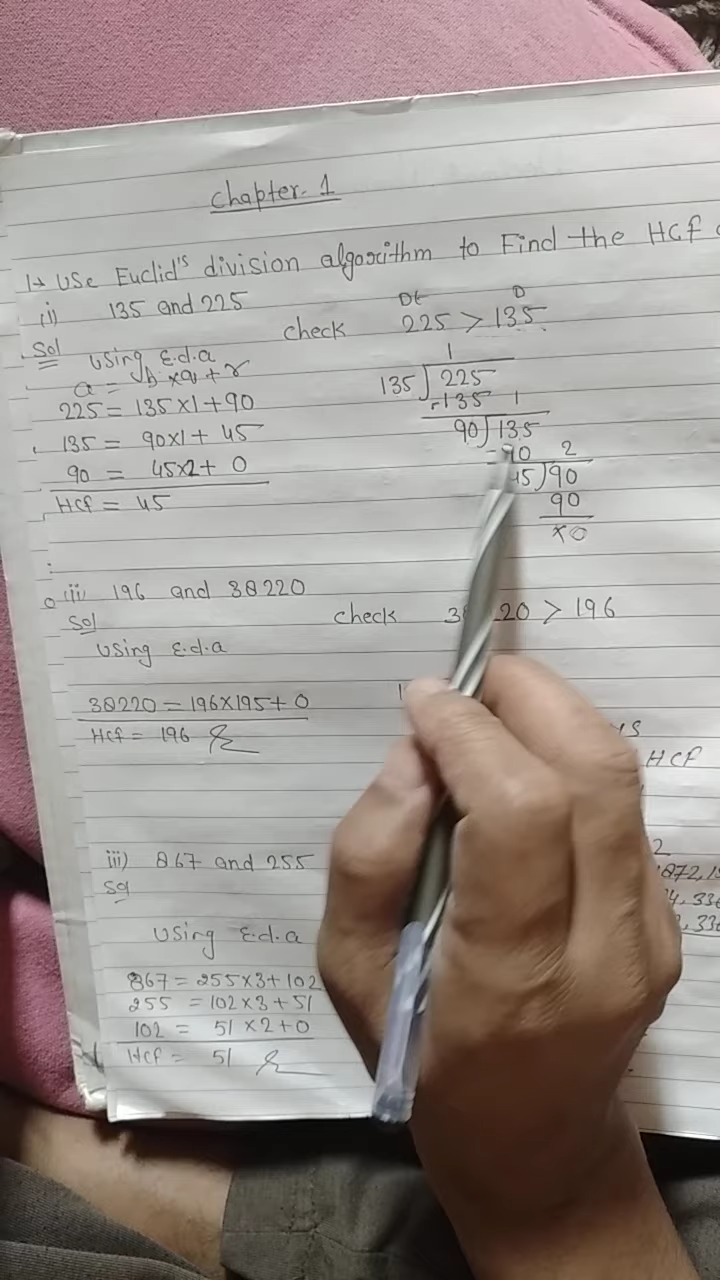 Chapter-1
1→ Use Euclid's division algorithm to Find the HCF
(i) 135 and 225
Sol
Using E.d.a
a = b×q+r
225 = 135×1+90
135 = 90×1+ 45
90 = 45×2+ 0
HCF = 45
check 225 > 135
1
135 225
-135 1
90 135
90 2
45 90
90
×0
(ii) 196 and 38220
Sol
Using E.d.a
check 3 20 > 196
38220 = 196×195+0
HCF = 196
HCF
iii) 867 and 255
Using E.d.a
867 = 255×3+102
255 = 102×3+51
102 = 51×2+0
HCF = 51